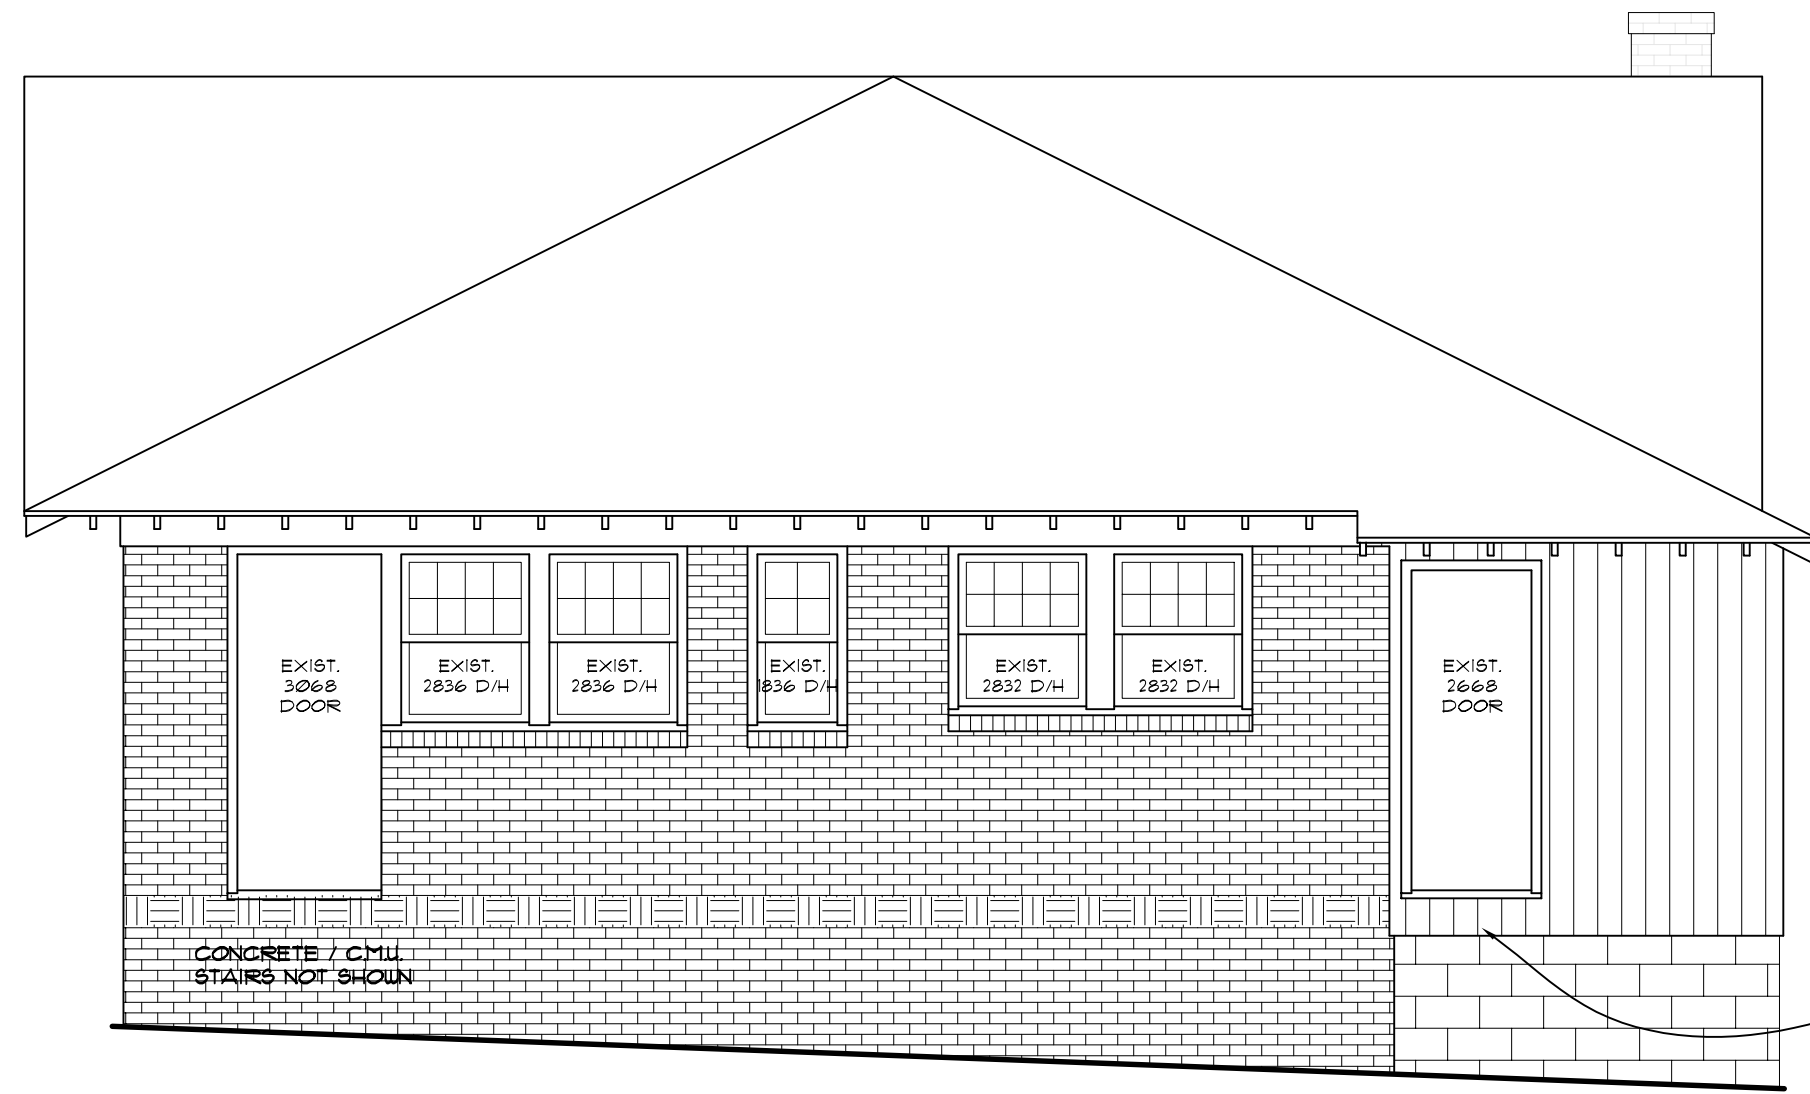 EXIST.
3068
DOOR
EXIST.
2836 D/H
EXIST.
2836 D/H
EXIST.
1836 D/H
EXIST.
2832 D/H
EXIST.
2832 D/H
EXIST.
2668
DOOR
CONCRETE / C.M.U.
STAIRS NOT SHOWN